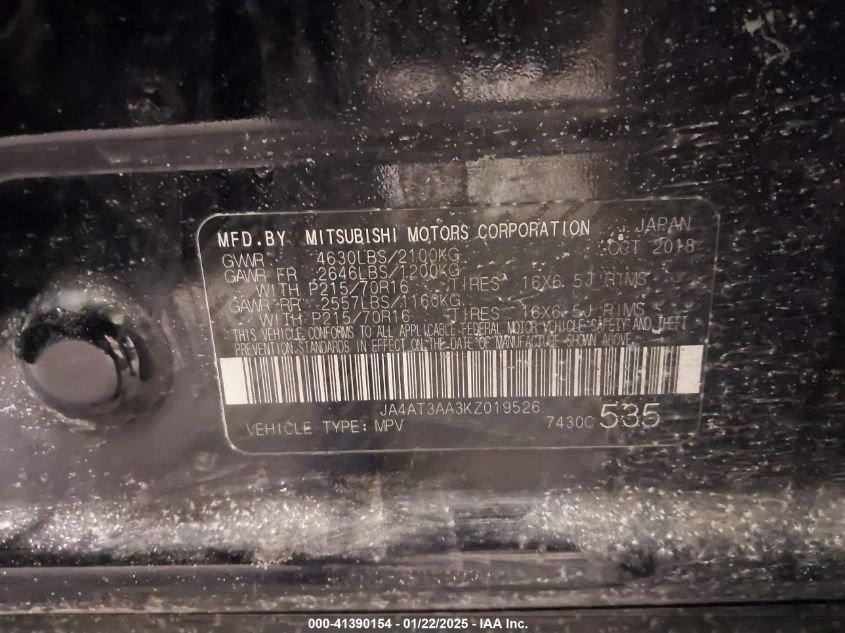 MFD.BY MITSUBISHI MOTORS CORPORATION JAPAN
GVWR 4630LBS/2100KG OCT 2018
GAWR FR 2646LBS/1200KG
WITH P215/70R16 TIRES 16X6.5J RIMS
GAWR RR 2557LBS/1160KG
WITH P215/70R16 TIRES 16X6.5J RIMS
THIS VEHICLE CONFORMS TO ALL APPLICABLE FEDERAL MOTOR VEHICLE SAFETY AND THEFT
PREVENTION STANDARDS IN EFFECT ON THE DATE OF MANUFACTURE SHOWN ABOVE.
JA4AT3AA3KZ019526
VEHICLE TYPE: MPV 7430C 535
000-41390154 - 01/22/2025 - IAA Inc.